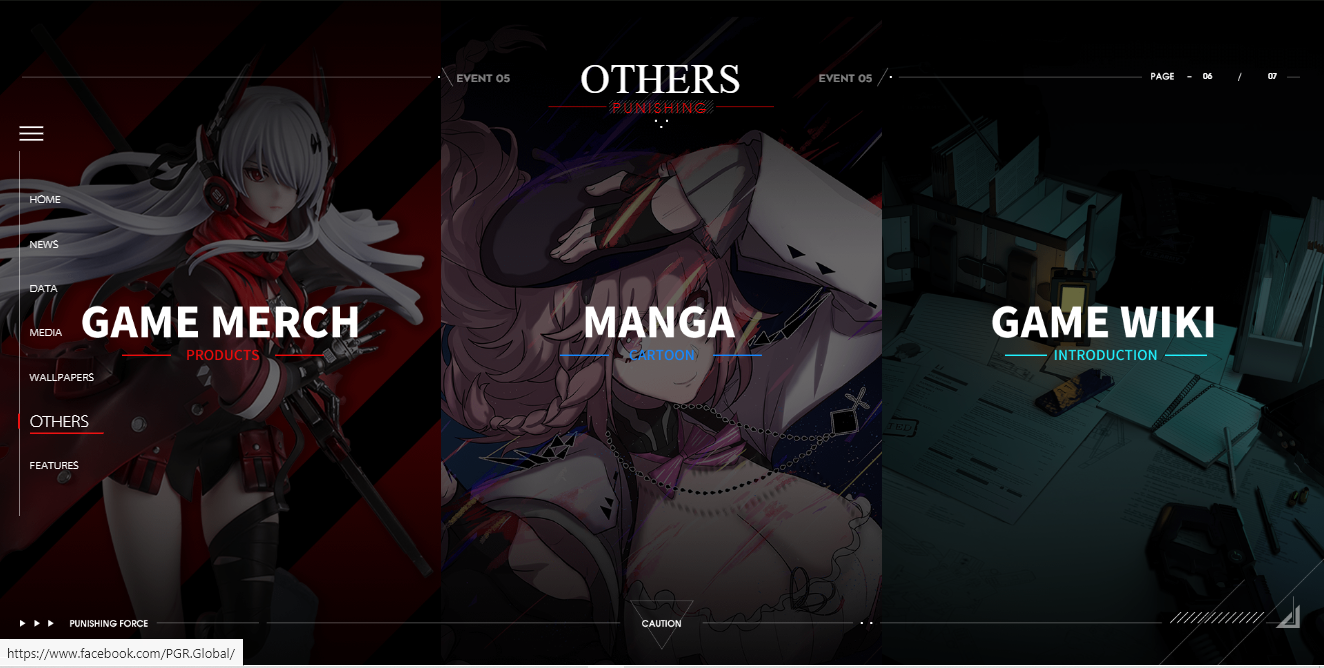 EVENT 05
OTHERS
EVENT 05
PAGE - 06 / 07
PUNISHING
HOME
NEWS
DATA
MEDIA
WALLPAPERS
OTHERS
FEATURES
GAME MERCH
PRODUCTS
MANGA
CARTOON
GAME WIKI
INTRODUCTION
PUNISHING FORCE
CAUTION
https://www.facebook.com/PGR.Global/